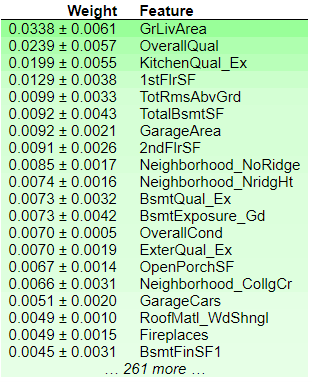 Weight Feature
0.0338 ± 0.0061 GrLivArea
0.0239 ± 0.0057 OverallQual
0.0199 ± 0.0055 KitchenQual_Ex
0.0129 ± 0.0038 1stFlrSF
0.0099 ± 0.0033 TotRmsAbvGrd
0.0092 ± 0.0043 TotalBsmtSF
0.0092 ± 0.0021 GarageArea
0.0091 ± 0.0026 2ndFlrSF
0.0085 ± 0.0017 Neighborhood_NoRidge
0.0074 ± 0.0016 Neighborhood_NridgHt
0.0073 ± 0.0032 BsmtQual_Ex
0.0073 ± 0.0042 BsmtExposure_Gd
0.0070 ± 0.0005 OverallCond
0.0070 ± 0.0019 ExterQual_Ex
0.0067 ± 0.0014 OpenPorchSF
0.0066 ± 0.0031 Neighborhood_CollgCr
0.0051 ± 0.0020 GarageCars
0.0049 ± 0.0010 RoofMatl_WdShngl
0.0049 ± 0.0015 Fireplaces
0.0045 ± 0.0031 BsmtFinSF1
… 261 more …